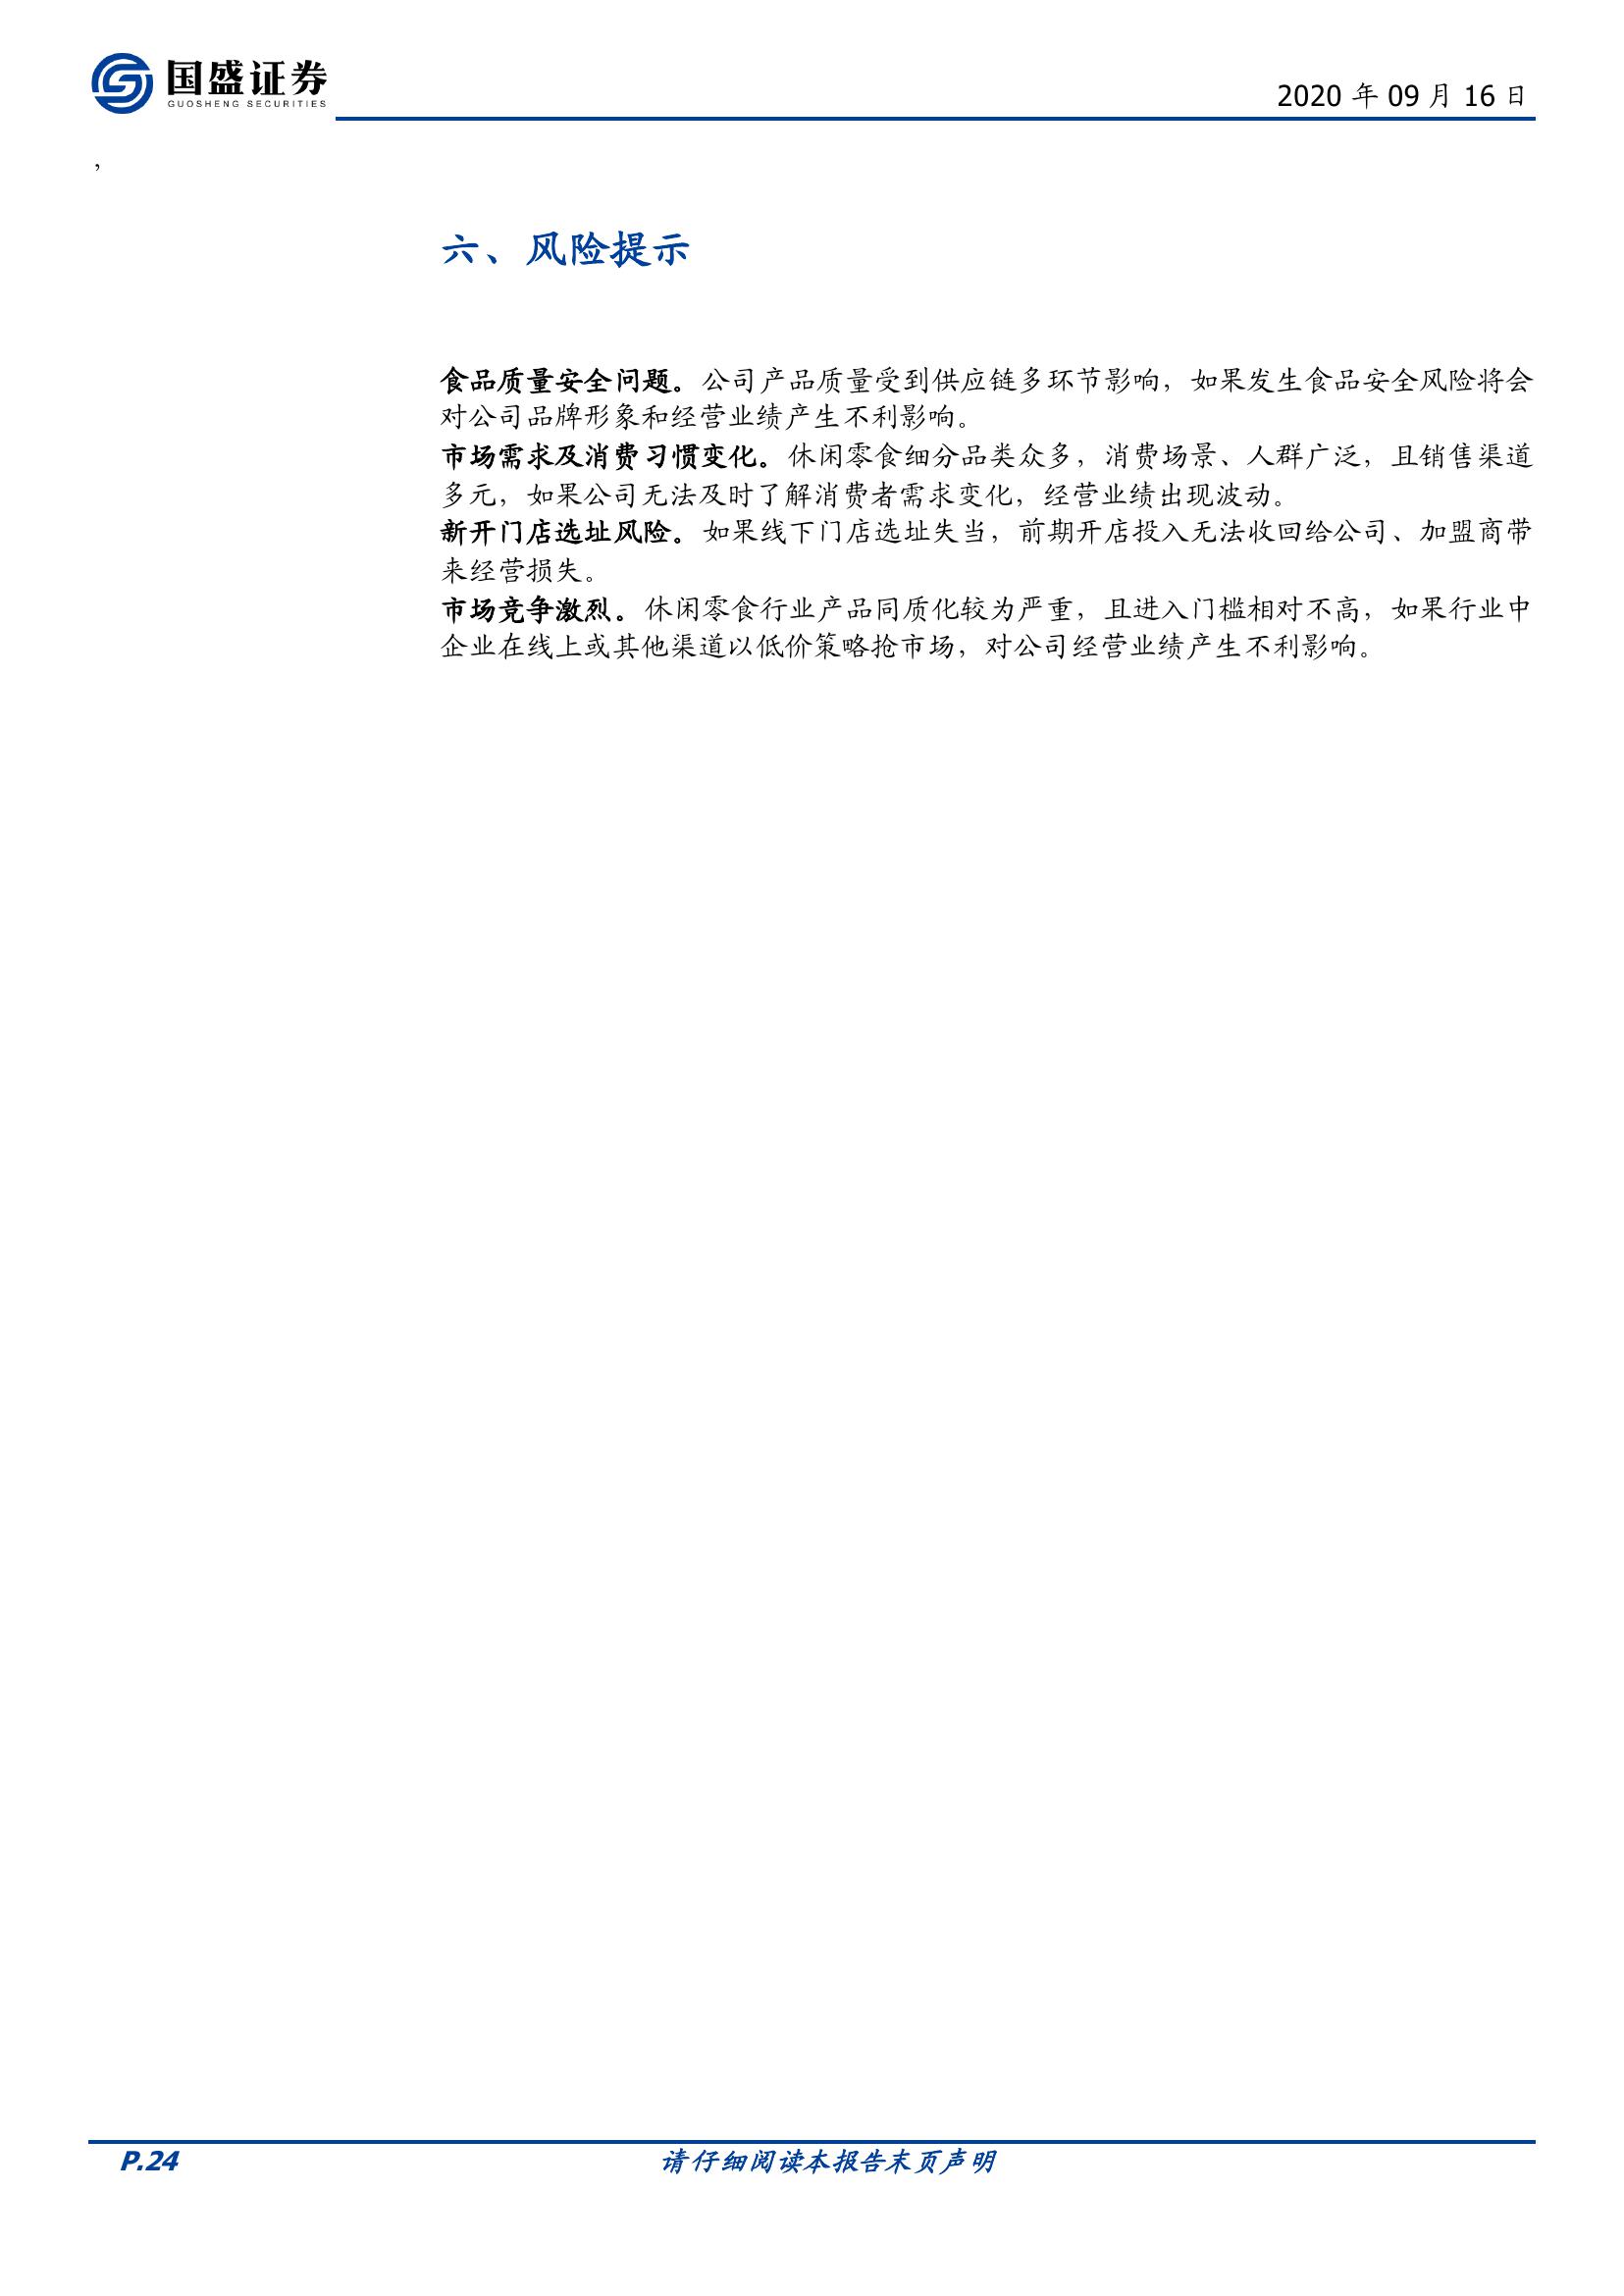 国盛证券
GUOSHENG SECURITIES
2020 年 09 月 16 日
,
六、风险提示
食品质量安全问题。公司产品质量受到供应链多环节影响，如果发生食品安全风险将会
对公司品牌形象和经营业绩产生不利影响。
市场需求及消费习惯变化。休闲零食细分品类众多，消费场景、人群广泛，且销售渠道
多元，如果公司无法及时了解消费者需求变化，经营业绩出现波动。
新开门店选址风险。如果线下门店选址失当，前期开店投入无法收回给公司、加盟商带
来经营损失。
市场竞争激烈。休闲零食行业产品同质化较为严重，且进入门槛相对不高，如果行业中
企业在线上或其他渠道以低价策略抢市场，对公司经营业绩产生不利影响。
P.24
请仔细阅读本报告末页声明